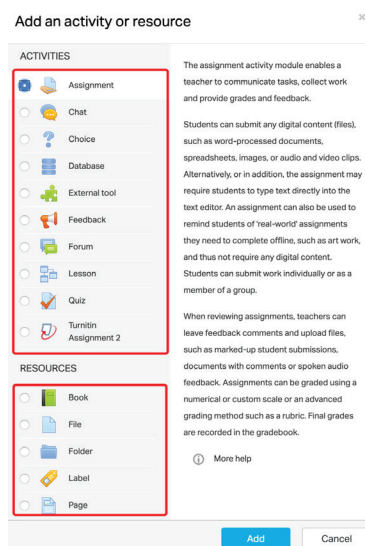 Add an activity or resource
×
ACTIVITIES
Assignment
Chat
Choice
Database
External tool
Feedback
Forum
Lesson
Quiz
Turnitin
Assignment 2
RESOURCES
Book
File
Folder
Label
Page
The assignment activity module enables a
teacher to communicate tasks, collect work
and provide grades and feedback.
Students can submit any digital content (files),
such as word-processed documents,
spreadsheets, images, or audio and video clips.
Alternatively, or in addition, the assignment may
require students to type text directly into the
text editor. An assignment can also be used to
remind students of 'real-world' assignments
they need to complete offline, such as art work,
and thus not require any digital content.
Students can submit work individually or as a
member of a group.
When reviewing assignments, teachers can
leave feedback comments and upload files,
such as marked-up student submissions,
documents with comments or spoken audio
feedback. Assignments can be graded using a
numerical or custom scale or an advanced
grading method such as a rubric. Final grades
are recorded in the gradebook.
More help
Add
Cancel